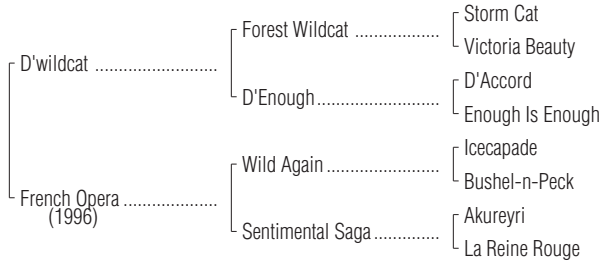 Storm Cat
Forest Wildcat ..................
Victoria Beauty
D'wildcat ..........................
D'Accord
D'Enough..........................
Enough Is Enough
Icecapade
Wild Again ........................
Bushel-n-Peck
French Opera ....................
(1996)
Akureyri
Sentimental Saga..............
La Reine Rouge